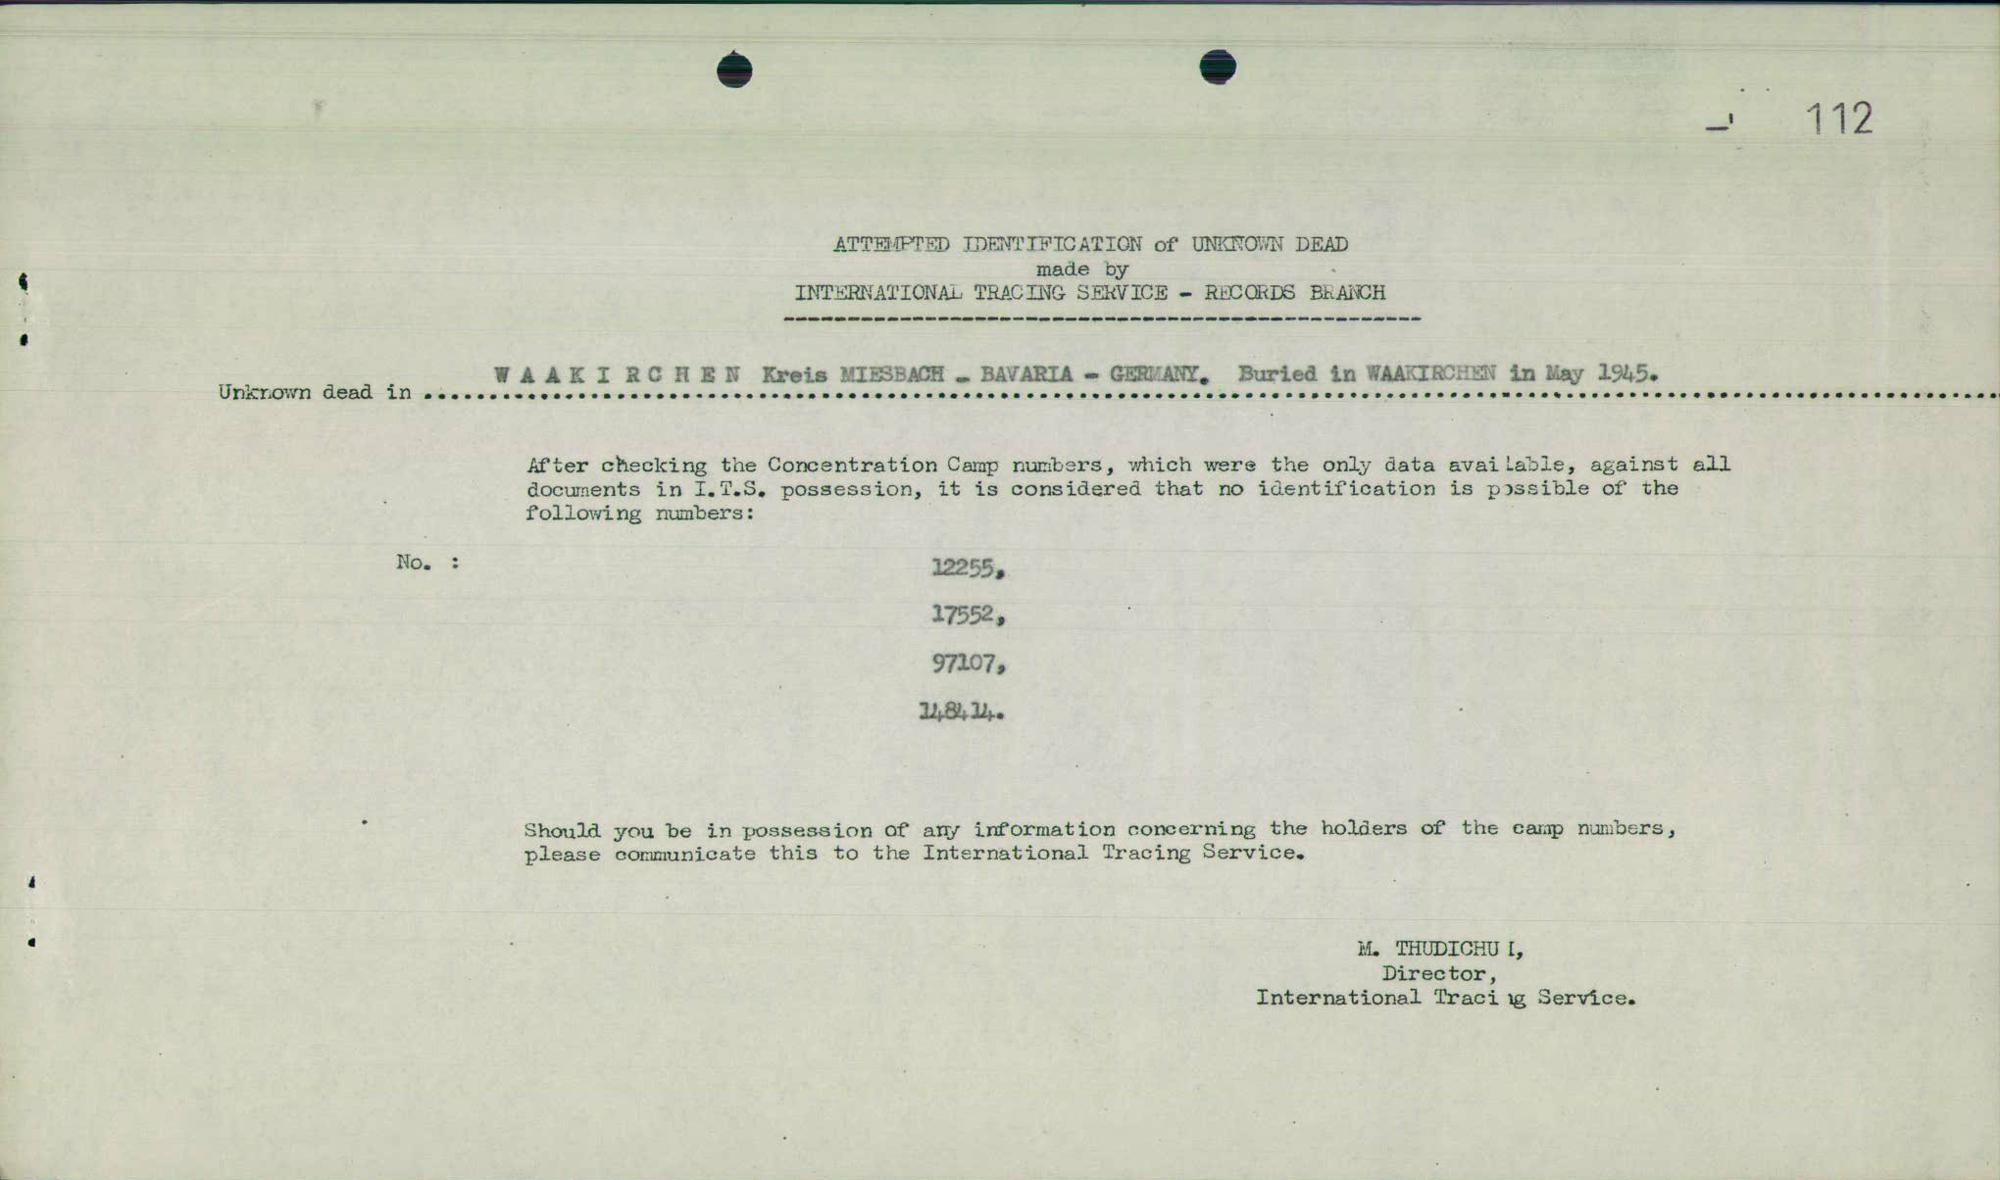 112
ATTEMPTED IDENTIFICATION of UNKNOWN DEAD
made by
INTERNATIONAL TRACING SERVICE - RECORDS BRANCH
Unknown dead in ..... W A A K I R C H E N Kreis MIESBACH - BAVARIA - GERMANY. Buried in WAAKIRCHEN in May 1945.
After checking the Concentration Camp numbers, which were the only data available, against all
documents in I.T.S. possession, it is considered that no identification is possible of the
following numbers:
No. : 12255,
17552,
97107,
148414.
Should you be in possession of any information concerning the holders of the camp numbers,
please communicate this to the International Tracing Service.
M. THUDICHUM,
Director,
International Tracing Service.